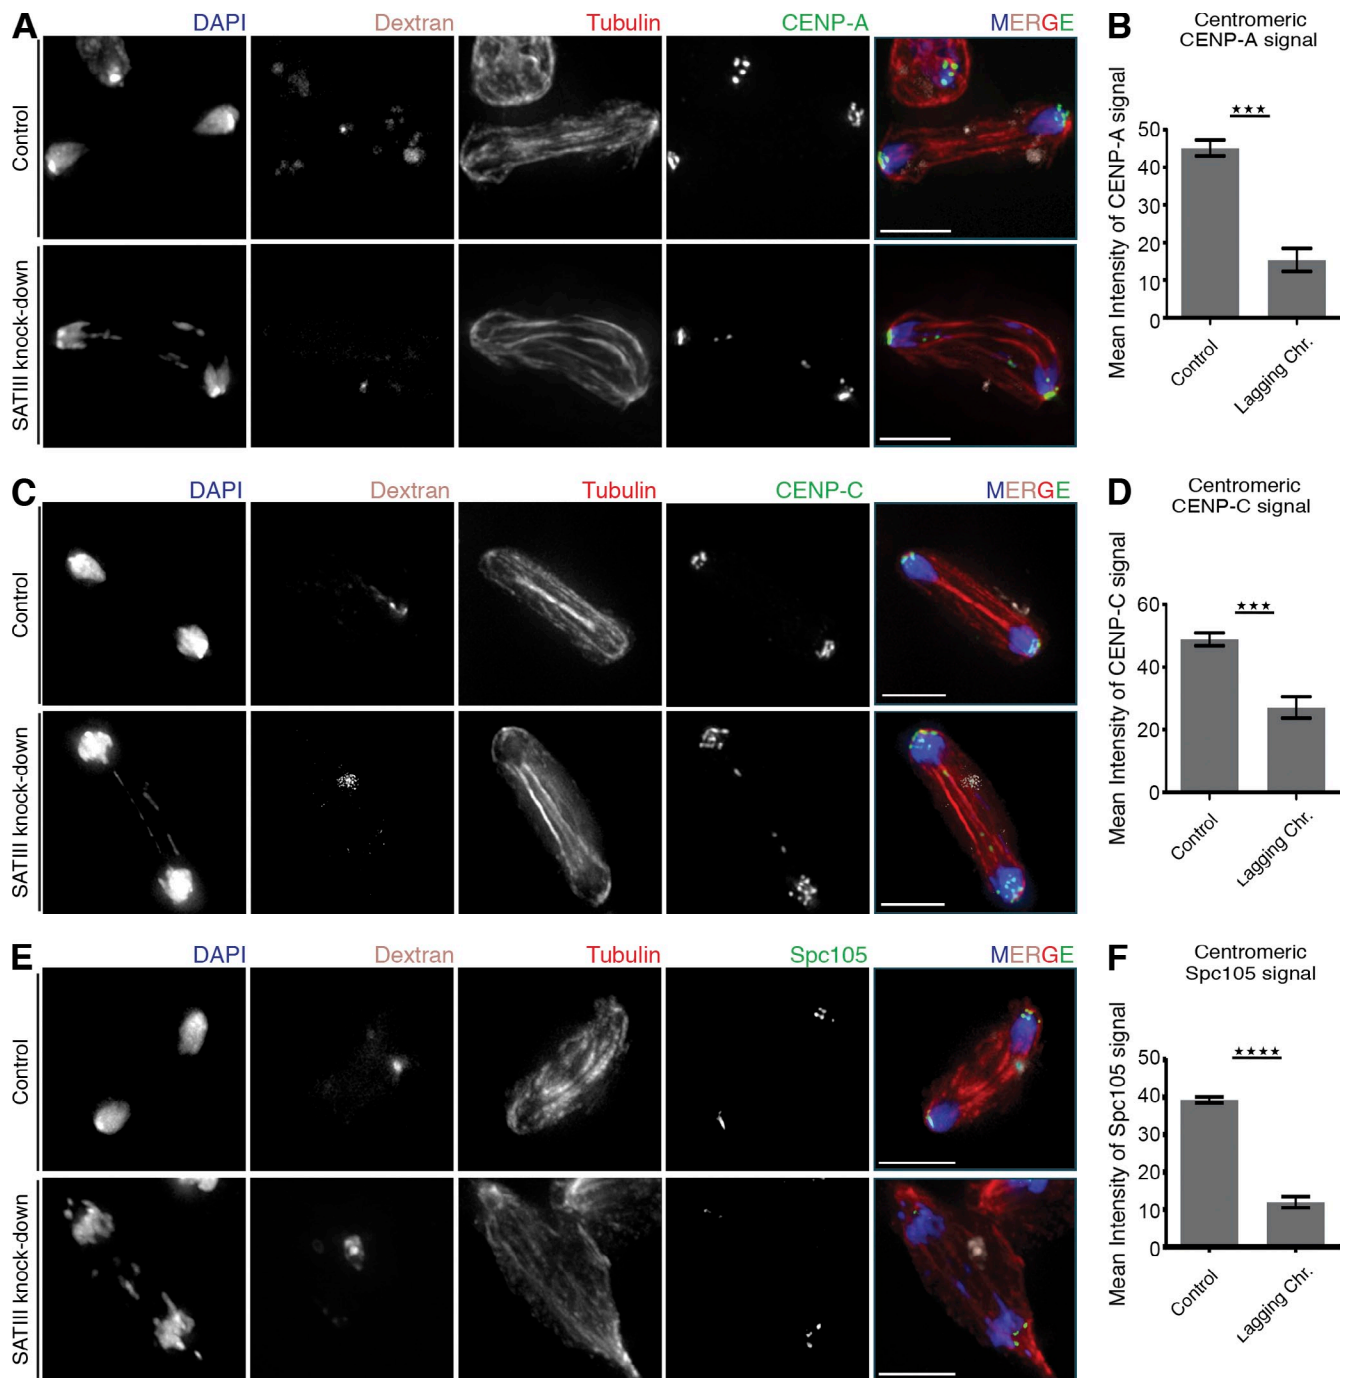 A
DAPI
Dextran
Tubulin
CENP-A
MERGE
Control
SATIII knock-down
B
Centromeric
CENP-A signal
★★★
Mean Intensity of CENP-A signal
50
40
30
20
10
0
Control
Lagging Chr.
C
DAPI
Dextran
Tubulin
CENP-C
MERGE
Control
SATIII knock-down
D
Centromeric
CENP-C signal
★★★
Mean Intensity of CENP-C signal
60
40
20
0
Control
Lagging Chr.
E
DAPI
Dextran
Tubulin
Spc105
MERGE
Control
SATIII knock-down
F
Centromeric
Spc105 signal
★★★★
Mean Intensity of Spc105 signal
50
40
30
20
10
0
Control
Lagging Chr.